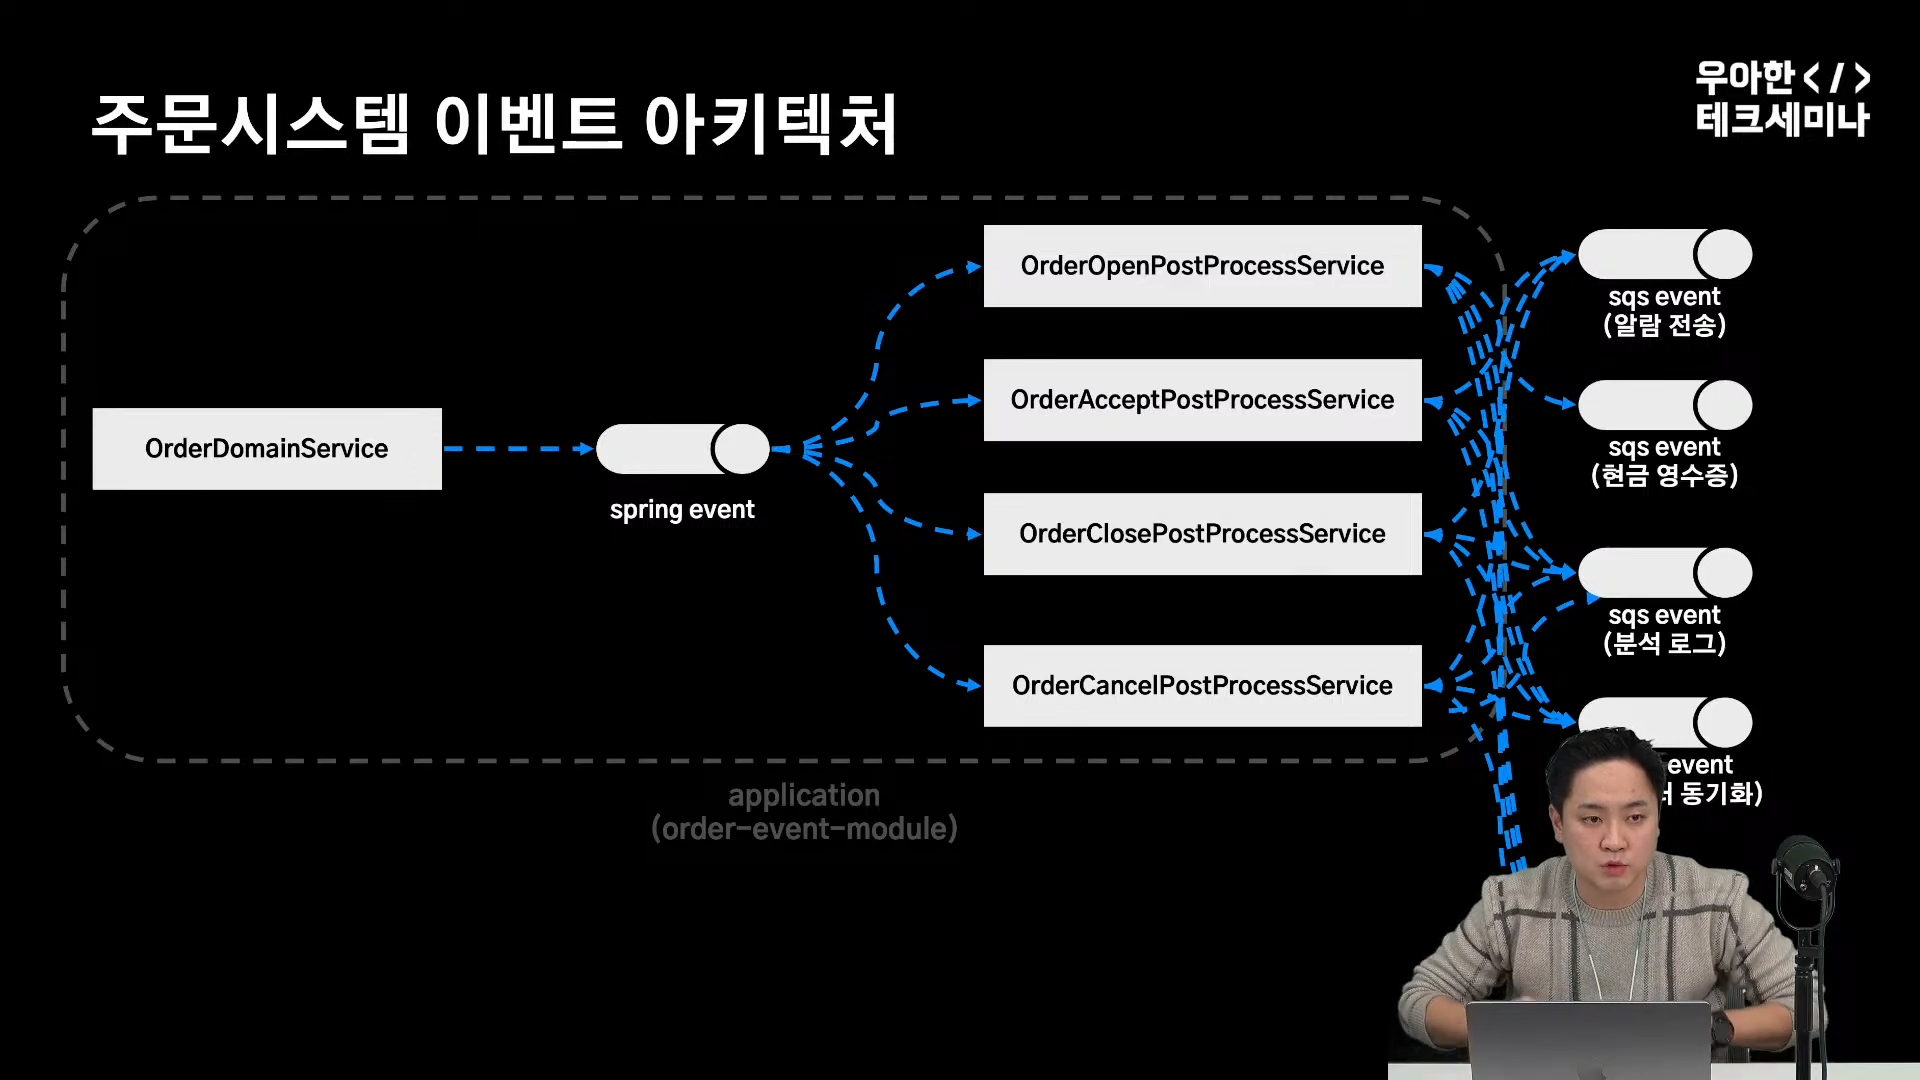 우아한</>
테크세미나
주문시스템 이벤트 아키텍처
OrderDomainService
spring event
OrderOpenPostProcessService
OrderAcceptPostProcessService
OrderClosePostProcessService
OrderCancelPostProcessService
sqs event
(알람 전송)
sqs event
(현금 영수증)
sqs event
(분석 로그)
event
동기화)
application
(order-event-module)